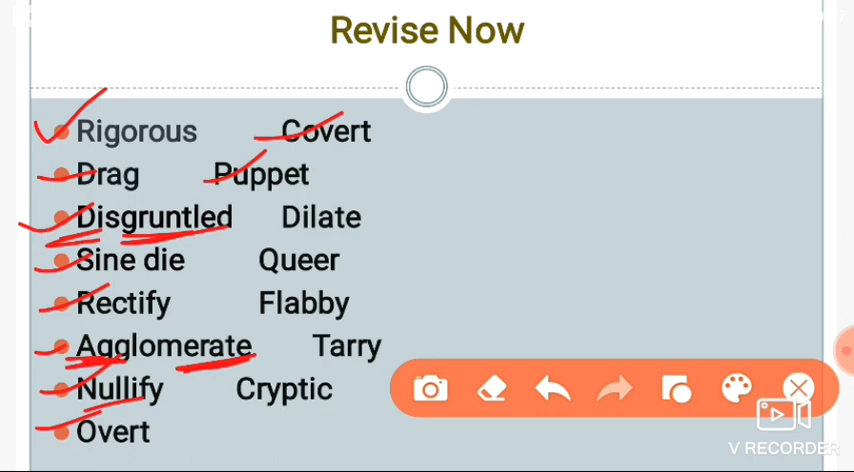 Revise Now
Rigorous Covert
Drag Puppet
Disgruntled Dilate
Sine die Queer
Rectify Flabby
Agglomerate Tarry
Nullify Cryptic
Overt
V RECORDER